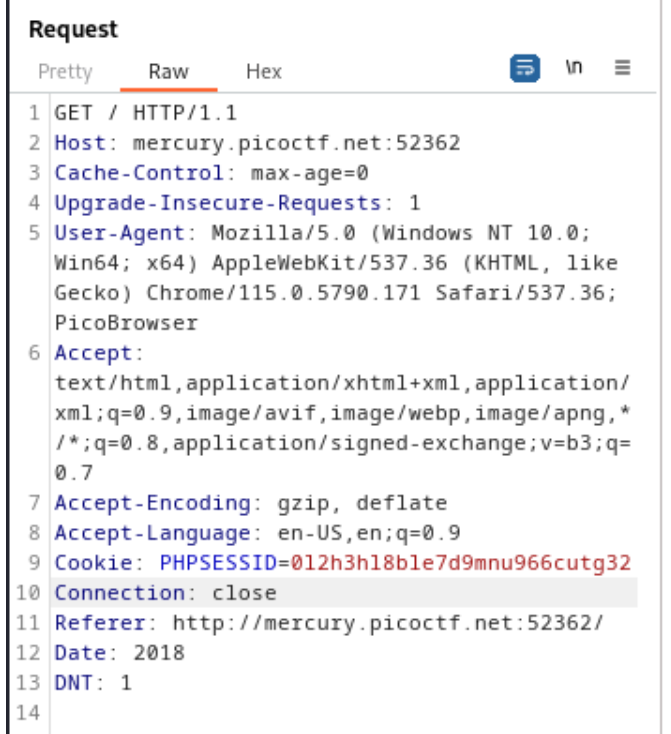 Request
Pretty Raw Hex \n
1 GET / HTTP/1.1
2 Host: mercury.picoctf.net:52362
3 Cache-Control: max-age=0
4 Upgrade-Insecure-Requests: 1
5 User-Agent: Mozilla/5.0 (Windows NT 10.0;
Win64; x64) AppleWebKit/537.36 (KHTML, like
Gecko) Chrome/115.0.5790.171 Safari/537.36;
PicoBrowser
6 Accept:
text/html,application/xhtml+xml,application/
xml;q=0.9,image/avif,image/webp,image/apng,*
/*;q=0.8,application/signed-exchange;v=b3;q=
0.7
7 Accept-Encoding: gzip, deflate
8 Accept-Language: en-US,en;q=0.9
9 Cookie: PHPSESSID=0l2h3hl8ble7d9mnu966cutg32
10 Connection: close
11 Referer: http://mercury.picoctf.net:52362/
12 Date: 2018
13 DNT: 1
14